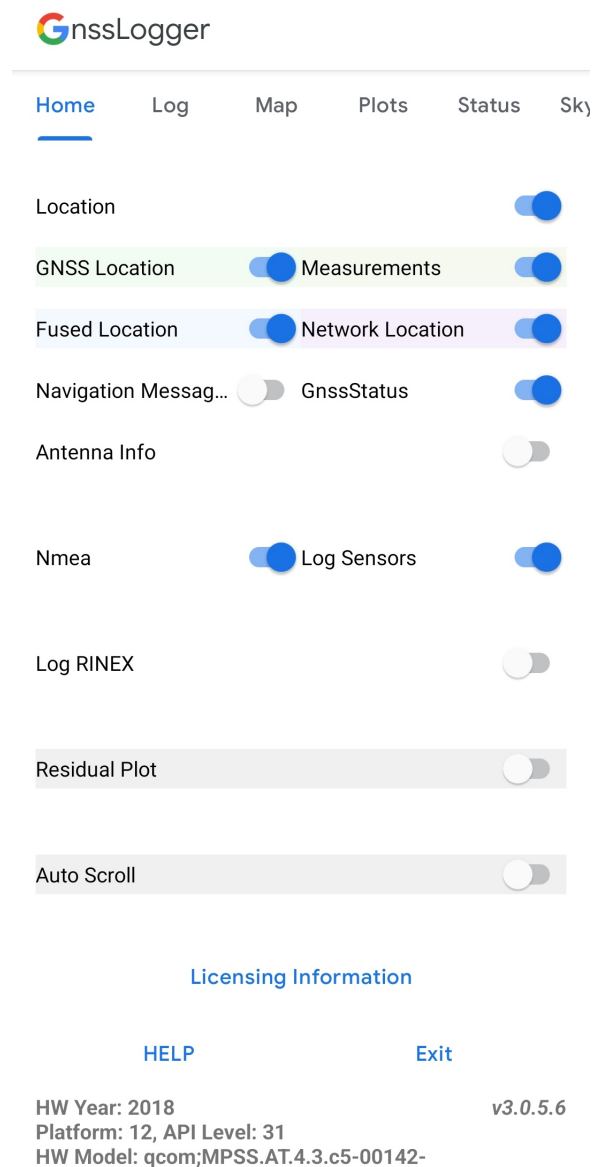 GnssLogger
Home Log Map Plots Status Sky
Location
GNSS Location Measurements
Fused Location Network Location
Navigation Messag... GnssStatus
Antenna Info
Nmea Log Sensors
Log RINEX
Residual Plot
Auto Scroll
Licensing Information
HELP Exit
HW Year: 2018 v3.0.5.6
Platform: 12, API Level: 31
HW Model: qcom;MPSS.AT.4.3.c5-00142-